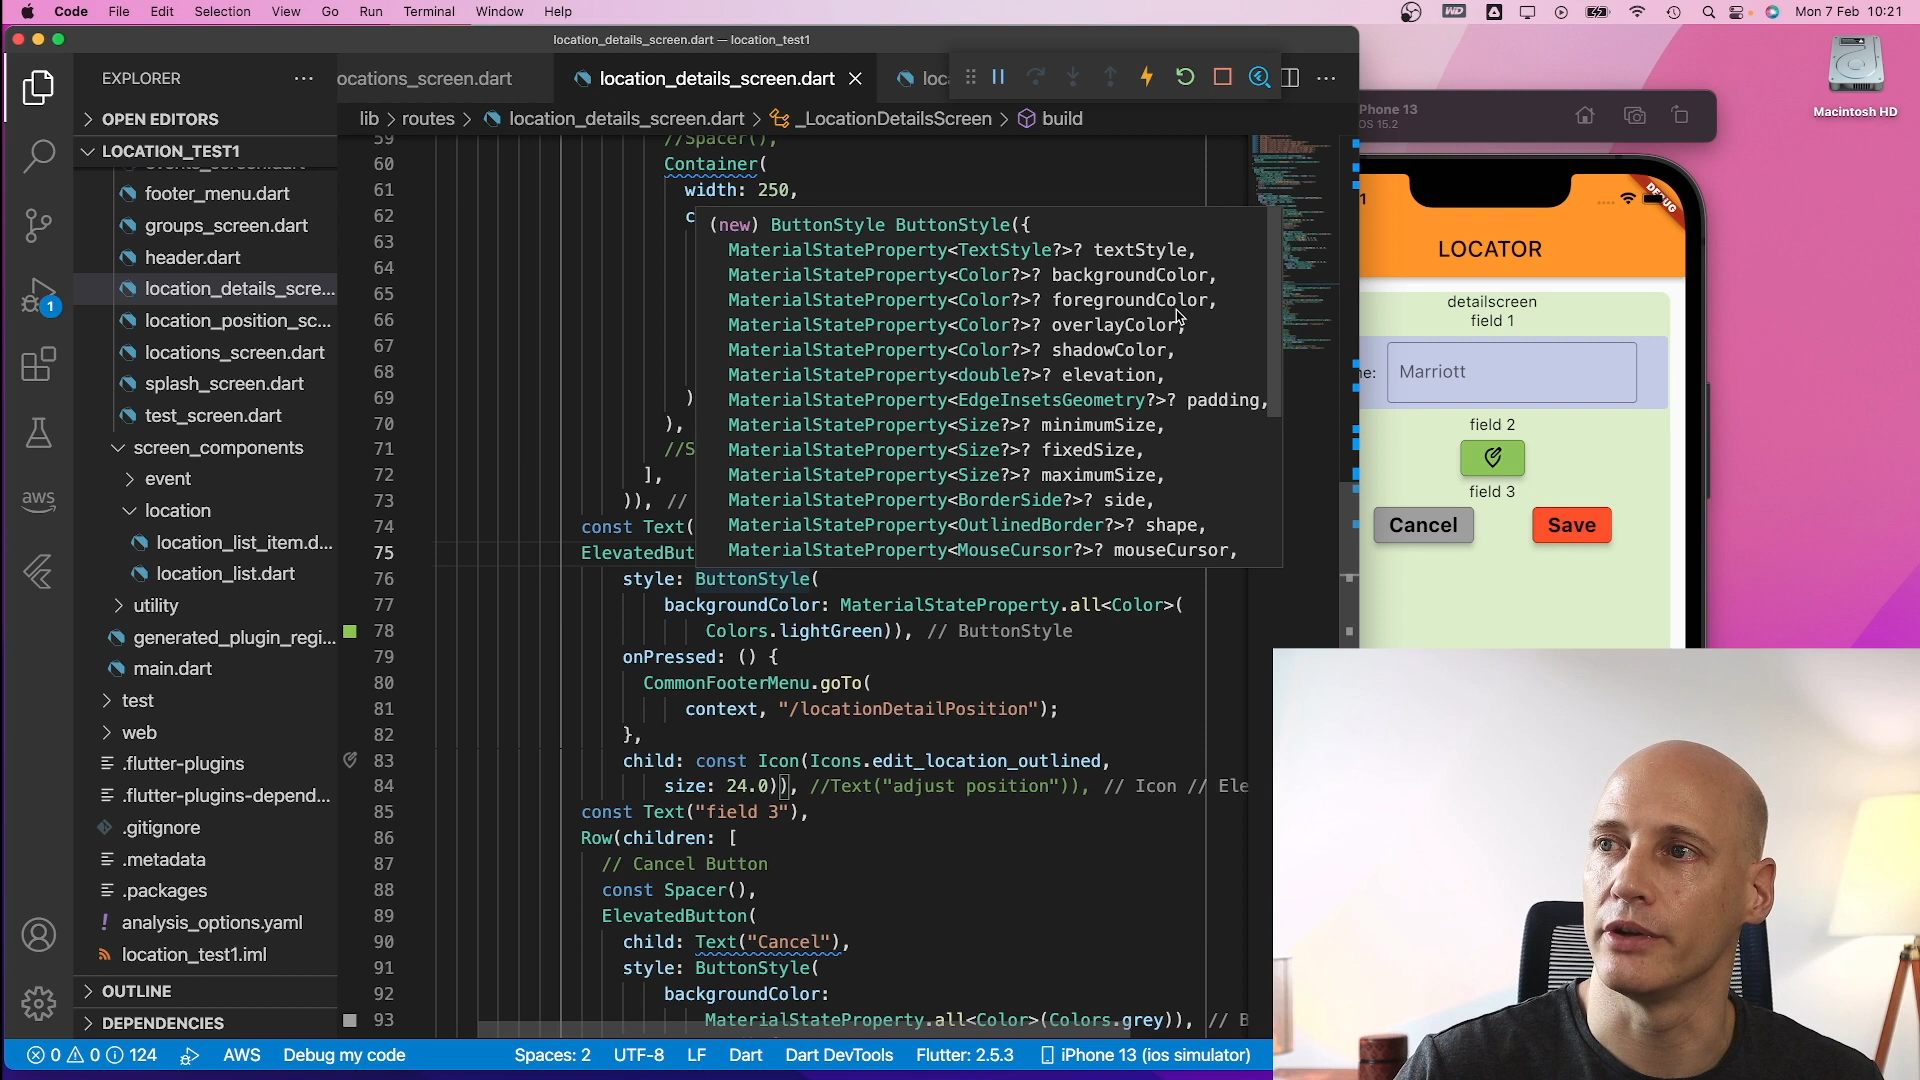 Code File Edit Selection View Go Run Terminal Window Help
WD
Mon 7 Feb 10:21
location_details_screen.dart — location_test1
EXPLORER
ocations_screen.dart
location_details_screen.dart
loc
OPEN EDITORS
lib > routes > location_details_screen.dart > _LocationDetailsScreen > build
LOCATION_TEST1
footer_menu.dart
groups_screen.dart
header.dart
location_details_scre...
location_position_sc...
locations_screen.dart
splash_screen.dart
test_screen.dart
screen_components
event
location
location_list_item.d...
location_list.dart
utility
generated_plugin_regi...
main.dart
test
web
.flutter-plugins
.flutter-plugins-depend...
.gitignore
.metadata
.packages
analysis_options.yaml
location_test1.iml
OUTLINE
DEPENDENCIES
aws
1
59 //Spacer(),
60 Container(
61 width: 250,
62 c
63
64
65
66
67
68
69 )
70 ),
71 //S
72 ],
73 )), //
74 const Text(
75 ElevatedBut
76 style: ButtonStyle(
77 backgroundColor: MaterialStateProperty.all<Color>(
78 Colors.lightGreen)), // ButtonStyle
79 onPressed: () {
80 CommonFooterMenu.goTo(
81 context, "/locationDetailPosition");
82 },
83 child: const Icon(Icons.edit_location_outlined,
84 size: 24.0)), //Text("adjust position")), // Icon // Ele
85 const Text("field 3"),
86 Row(children: [
87 // Cancel Button
88 const Spacer(),
89 ElevatedButton(
90 child: Text("Cancel"),
91 style: ButtonStyle(
92 backgroundColor:
93 MaterialStateProperty.all<Color>(Colors.grey)), // B
(new) ButtonStyle ButtonStyle({
MaterialStateProperty<TextStyle?>? textStyle,
MaterialStateProperty<Color?>? backgroundColor,
MaterialStateProperty<Color?>? foregroundColor,
MaterialStateProperty<Color?>? overlayColor,
MaterialStateProperty<Color?>? shadowColor,
MaterialStateProperty<double?>? elevation,
MaterialStateProperty<EdgeInsetsGeometry?>? padding,
MaterialStateProperty<Size?>? minimumSize,
MaterialStateProperty<Size?>? fixedSize,
MaterialStateProperty<Size?>? maximumSize,
MaterialStateProperty<BorderSide?>? side,
MaterialStateProperty<OutlinedBorder?>? shape,
MaterialStateProperty<MouseCursor?>? mouseCursor,
0 0 124 AWS Debug my code Spaces: 2 UTF-8 LF Dart Dart DevTools Flutter: 2.5.3 iPhone 13 (ios simulator)
Macintosh HD
Phone 13
OS 15.2
1
DEBUG
LOCATOR
detailscreen
field 1
ne:
Marriott
field 2
field 3
Cancel
Save